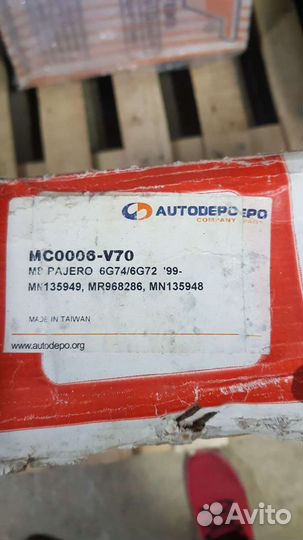 AUTODEPO EPO
COMPANY
MC0006-V70
MB PAJERO 6G74/6G72 '99-
MN135949, MR968286, MN135948
MADE IN TAIWAN
www.autodepo.org
Avito